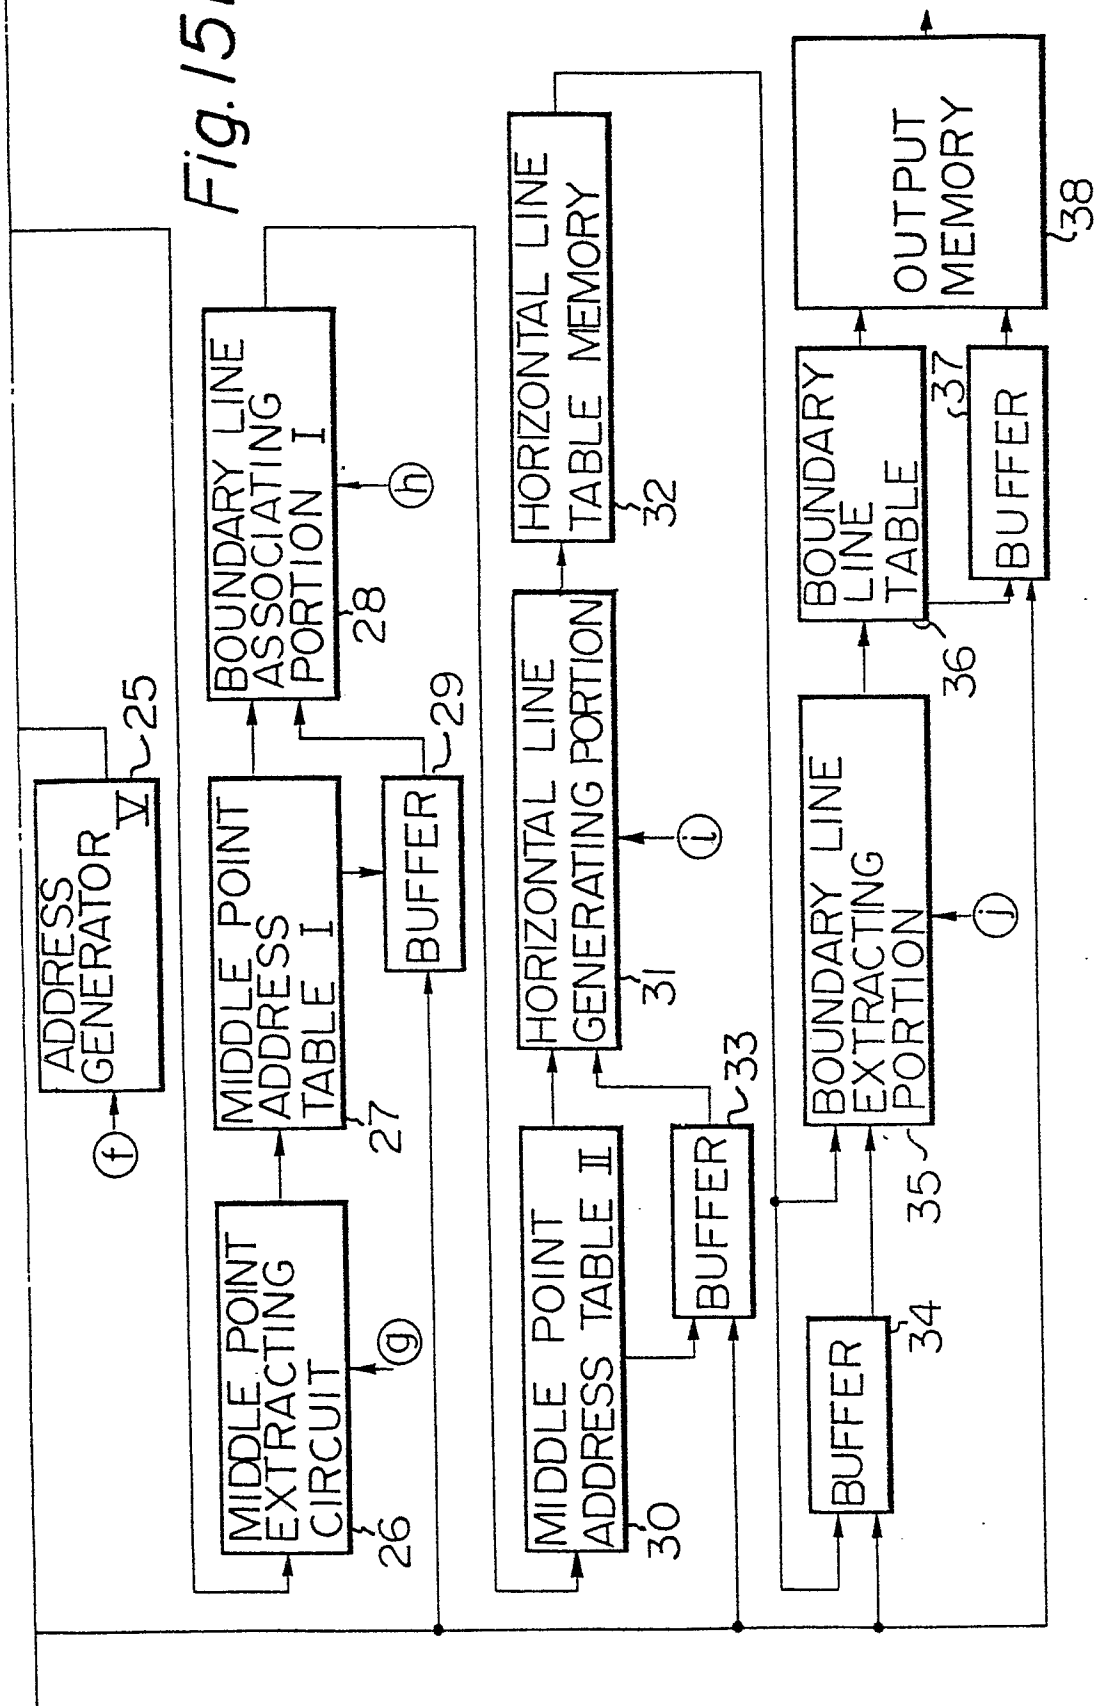 Fig. 15
ADDRESS
GENERATOR
V
25
f
MIDDLE POINT
EXTRACTING
CIRCUIT
26
g
MIDDLE POINT
ADDRESS
TABLE I
27
BUFFER
29
BOUNDARY LINE
ASSOCIATING
PORTION I
28
h
MIDDLE POINT
ADDRESS TABLE II
30
BUFFER
33
HORIZONTAL LINE
GENERATING PORTION
31
i
HORIZONTAL LINE
TABLE MEMORY
32
BUFFER
34
BOUNDARY LINE
EXTRACTING
PORTION
35
j
BOUNDARY
LINE
TABLE
36
BUFFER
37
OUTPUT
MEMORY
38